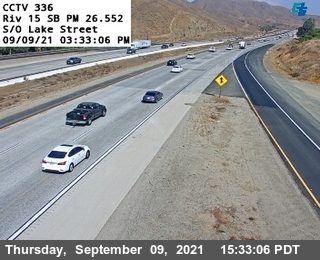 CCTV 336
Riv 15 SB PM 26.552
S/O Lake Street
09/09/21 03:33:06 PM
Thursday, September 09, 2021 15:33:06 PDT